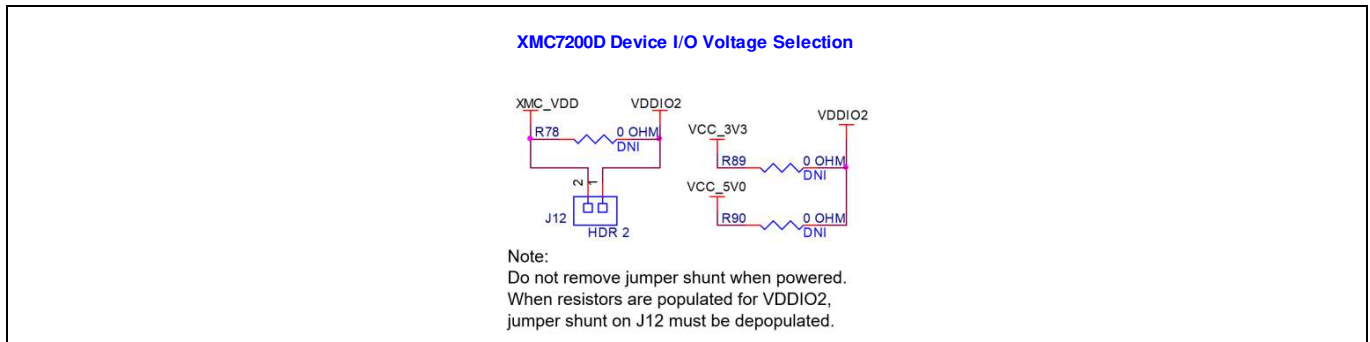 XMC7200D Device I/O Voltage Selection
XMC_VDD
VDDIO2
R78
0 OHM
DNI
2
1
J12
HDR 2
VCC_3V3
VDDIO2
R89
0 OHM
DNI
VCC_5V0
R90
0 OHM
DNI
Note:
Do not remove jumper shunt when powered.
When resistors are populated for VDDIO2,
jumper shunt on J12 must be depopulated.